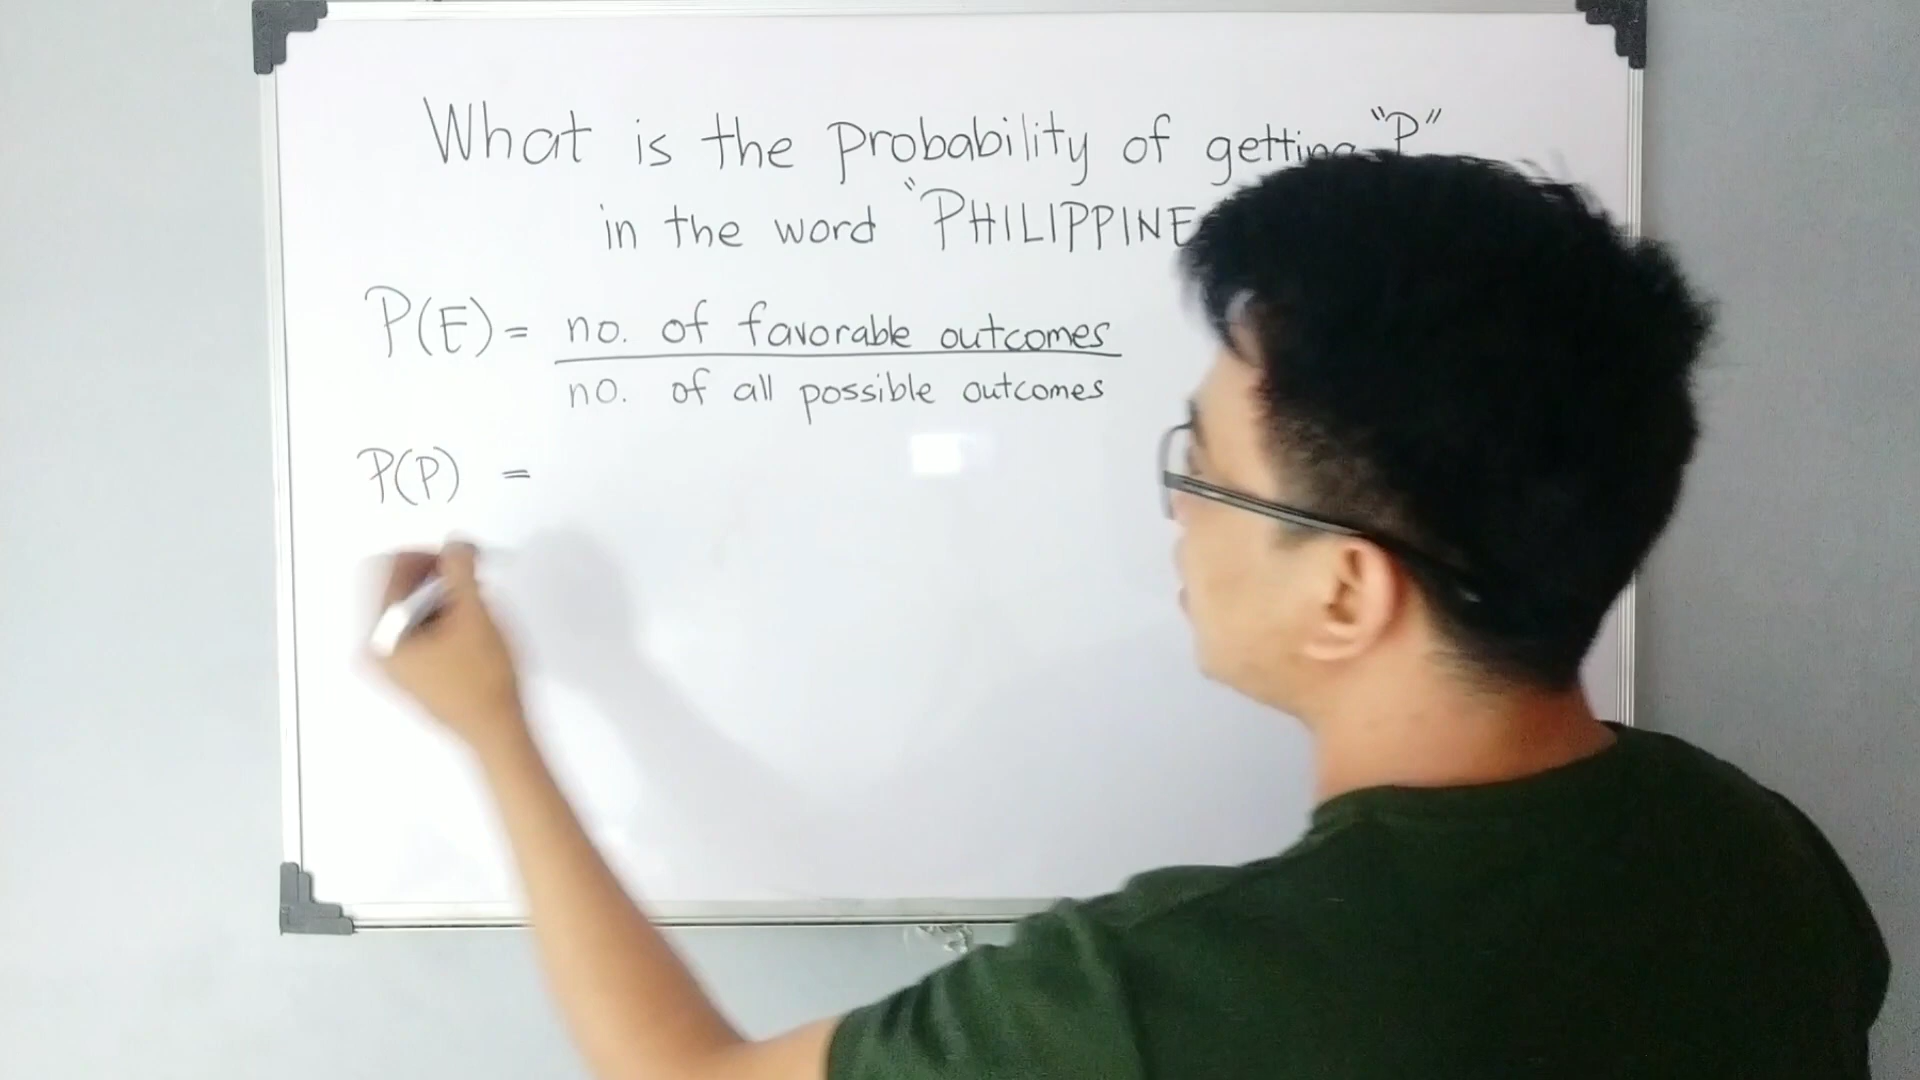 What is the probability of getting "P"
in the word "PHILIPPINE
P(E) = no. of favorable outcomes
no. of all possible outcomes
P(P) =